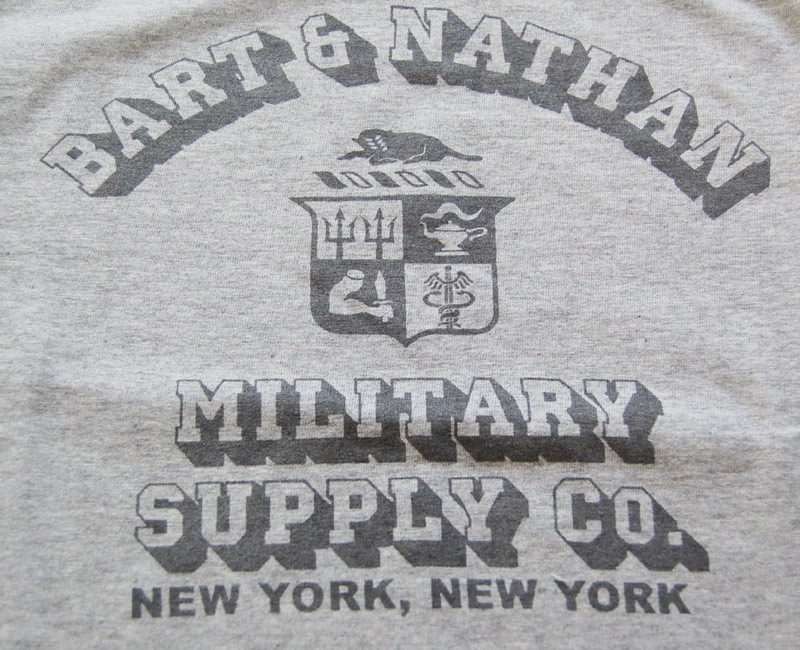 BART & NATHAN
MILITARY
SUPPLY CO.
NEW YORK, NEW YORK